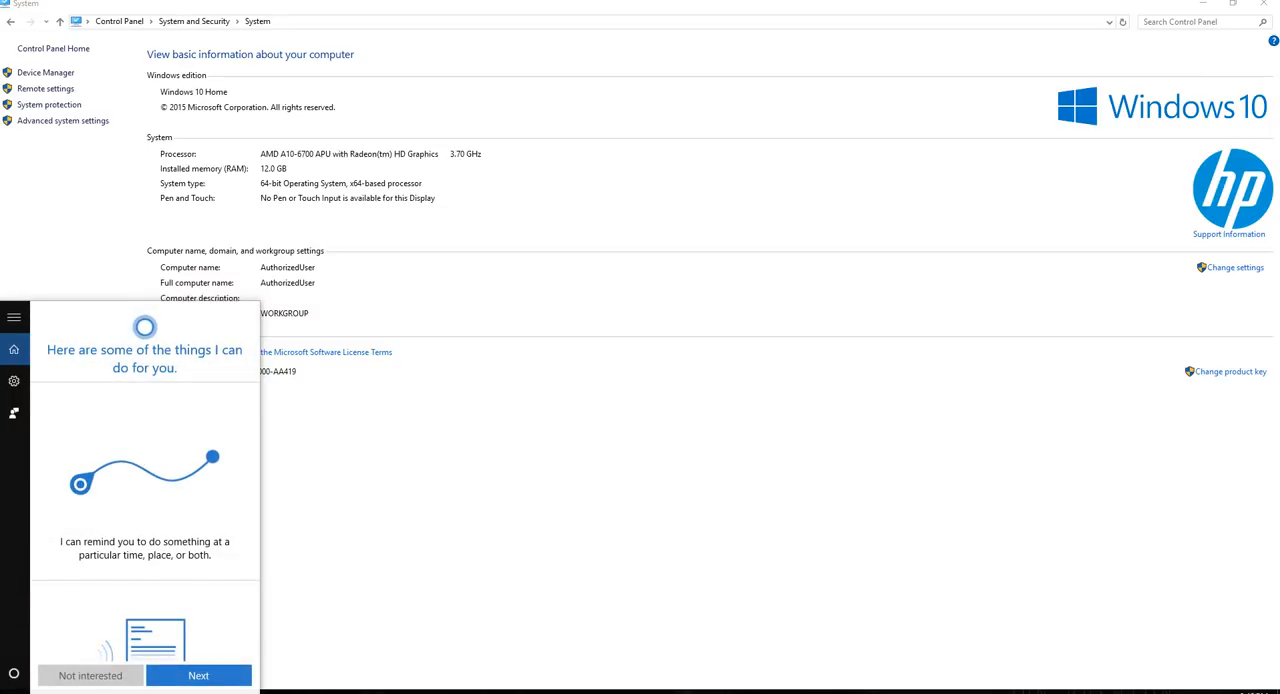 System
Control Panel > System and Security > System
Search Control Panel
Control Panel Home
Device Manager
Remote settings
System protection
Advanced system settings
View basic information about your computer
Windows edition
Windows 10 Home
© 2015 Microsoft Corporation. All rights reserved.
Windows 10
System
Processor: AMD A10-6700 APU with Radeon(tm) HD Graphics 3.70 GHz
Installed memory (RAM): 12.0 GB
System type: 64-bit Operating System, x64-based processor
Pen and Touch: No Pen or Touch Input is available for this Display
hp
Support Information
Computer name, domain, and workgroup settings
Computer name: AuthorizedUser
Change settings
Full computer name: AuthorizedUser
Computer description:
WORKGROUP
the Microsoft Software License Terms
000-AA419
Change product key
Here are some of the things I can
do for you.
I can remind you to do something at a
particular time, place, or both.
Not interested
Next